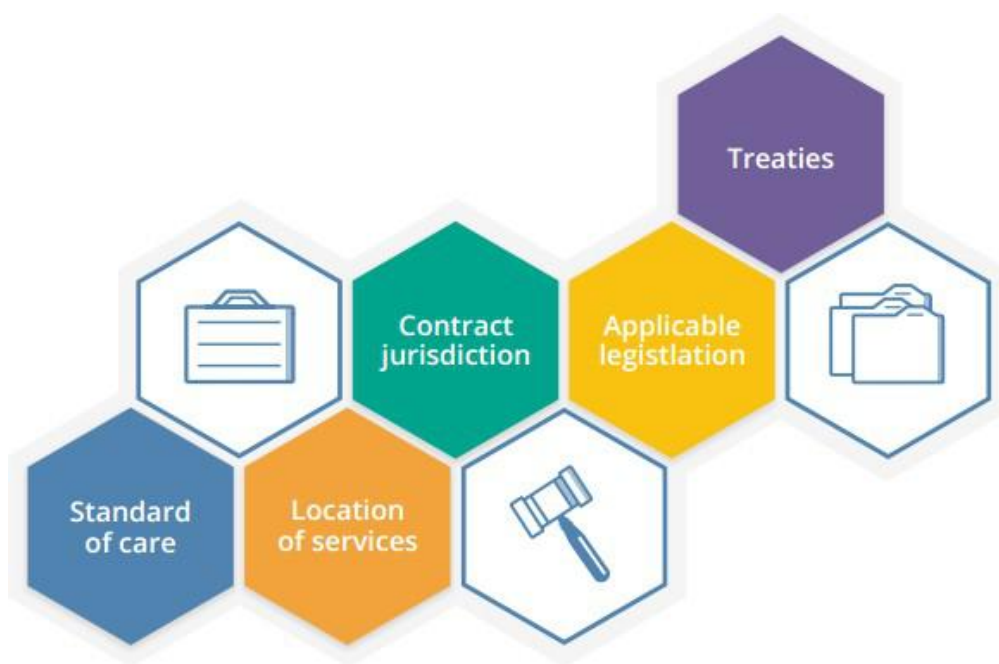 Treaties
Contract
jurisdiction
Applicable
legistlation
Standard
of care
Location
of services